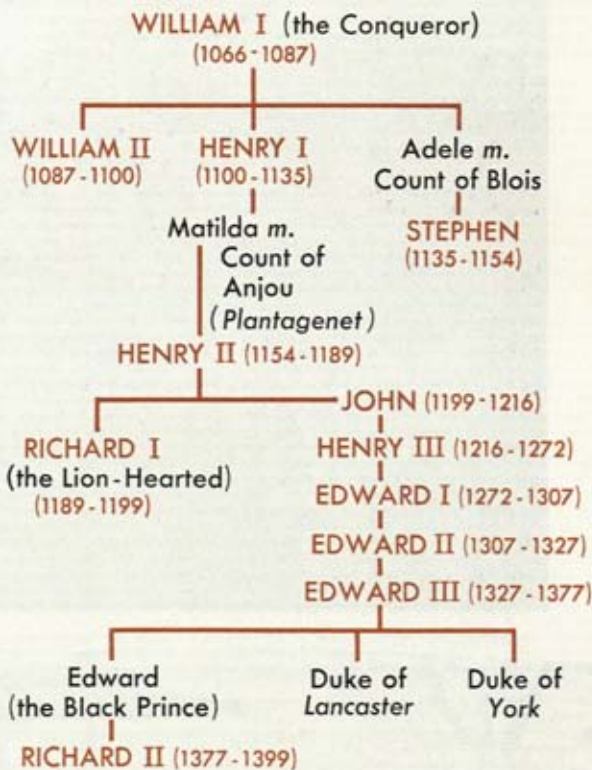 WILLIAM I (the Conqueror)
(1066-1087)
WILLIAM II
(1087-1100)
HENRY I
(1100-1135)
Adele m.
Count of Blois
Matilda m.
Count of
Anjou
(Plantagenet)
STEPHEN
(1135-1154)
HENRY II (1154-1189)
RICHARD I
(the Lion-Hearted)
(1189-1199)
JOHN (1199-1216)
HENRY III (1216-1272)
EDWARD I (1272-1307)
EDWARD II (1307-1327)
EDWARD III (1327-1377)
Edward
(the Black Prince)
Duke of
Lancaster
Duke of
York
RICHARD II (1377-1399)